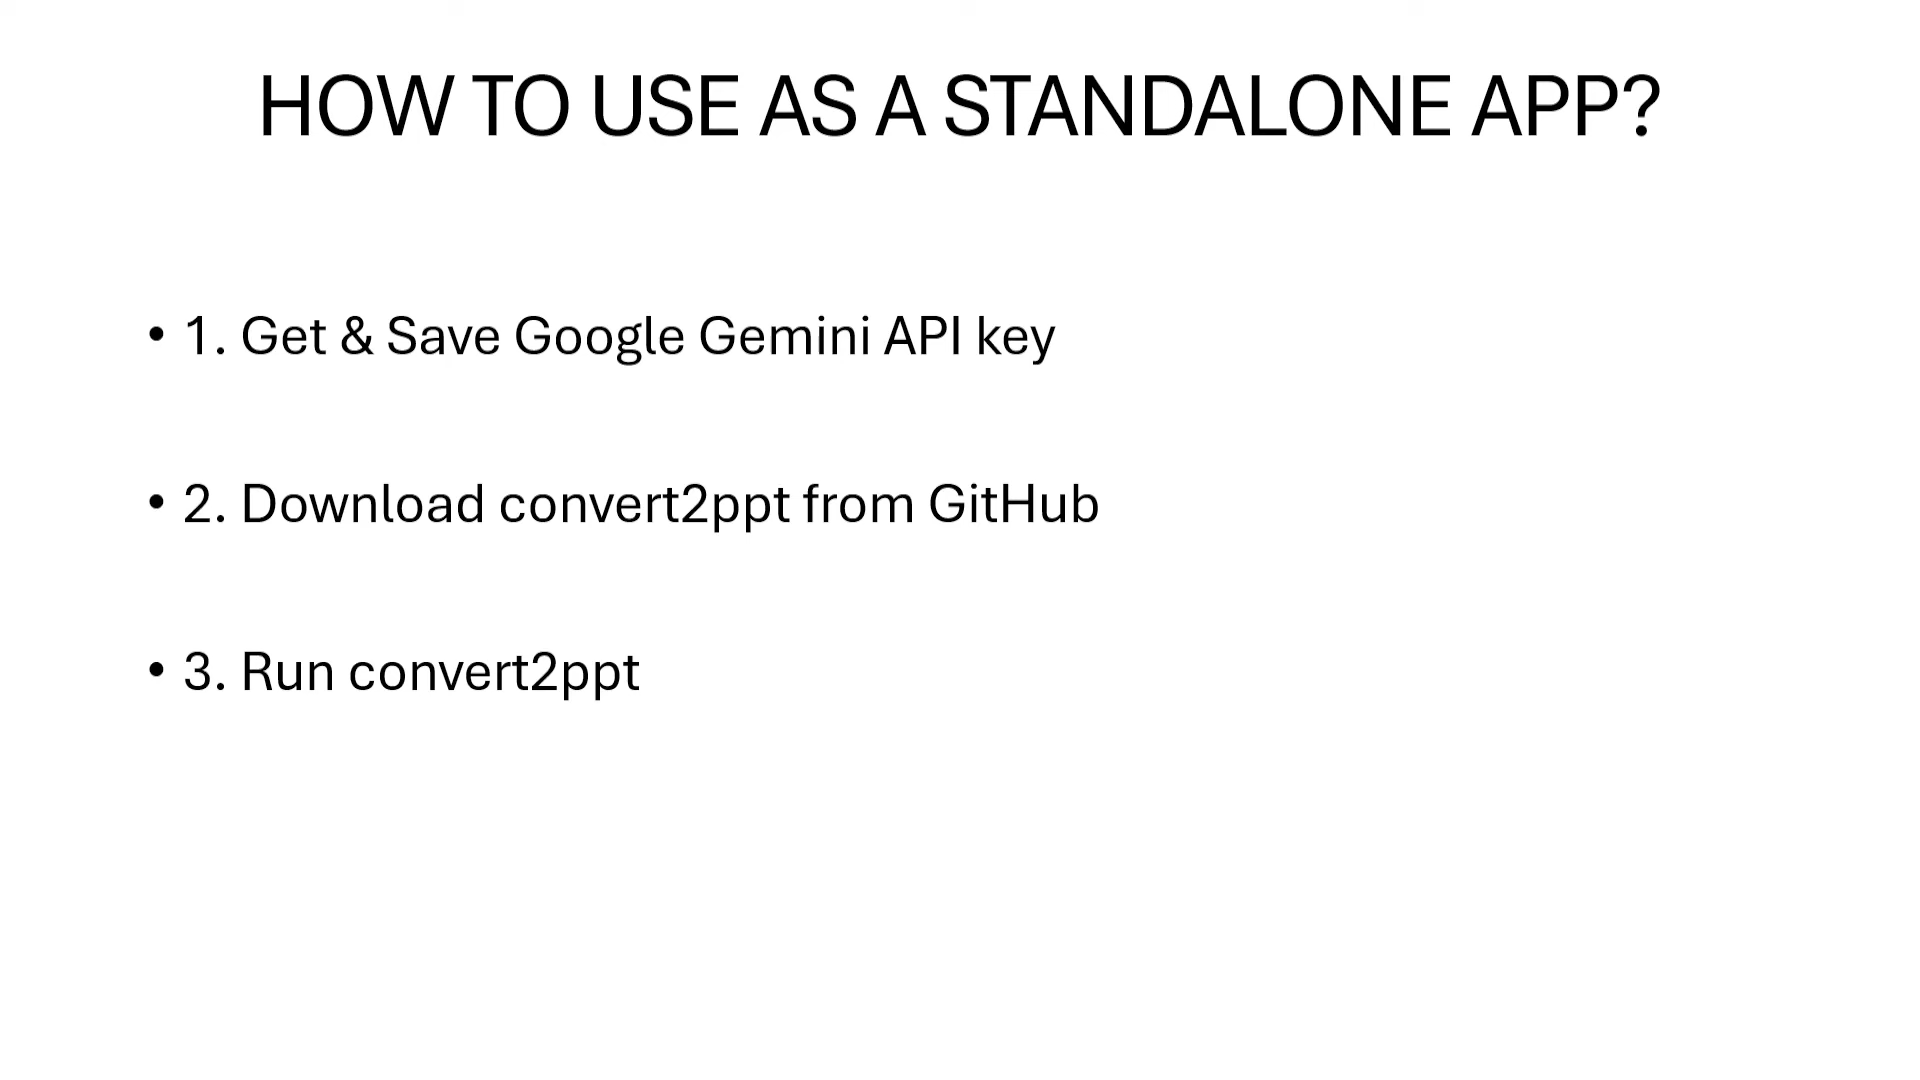 HOW TO USE AS A STANDALONE APP?
• 1. Get & Save Google Gemini API key
• 2. Download convert2ppt from GitHub
• 3. Run convert2ppt